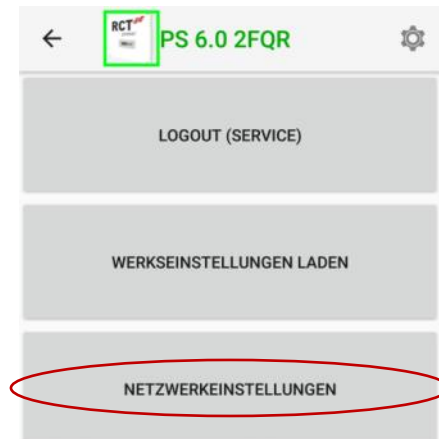 RCT
PS 6.0 2FQR
LOGOUT (SERVICE)
WERKSEINSTELLUNGEN LADEN
NETZWERKEINSTELLUNGEN